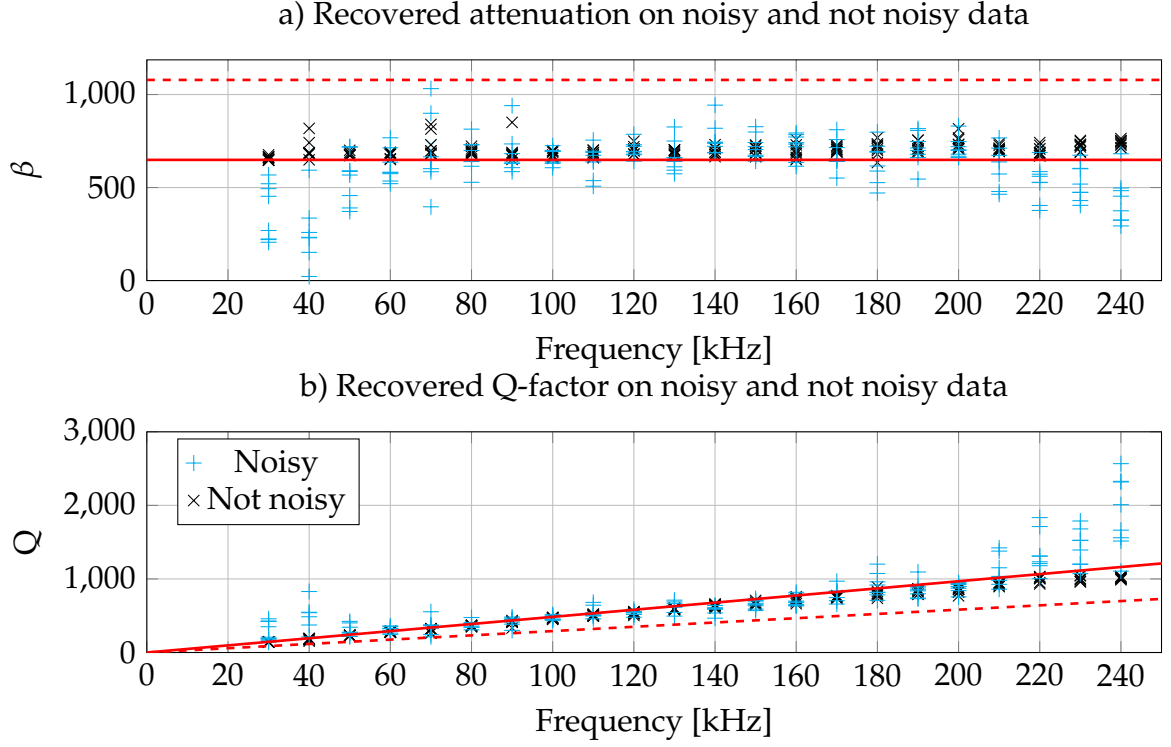 a) Recovered attenuation on noisy and not noisy data
1,000
500
0
β
0 20 40 60 80 100 120 140 160 180 200 220 240
Frequency [kHz]
b) Recovered Q-factor on noisy and not noisy data
3,000
2,000
1,000
0
Q
Noisy
Not noisy
0 20 40 60 80 100 120 140 160 180 200 220 240
Frequency [kHz]